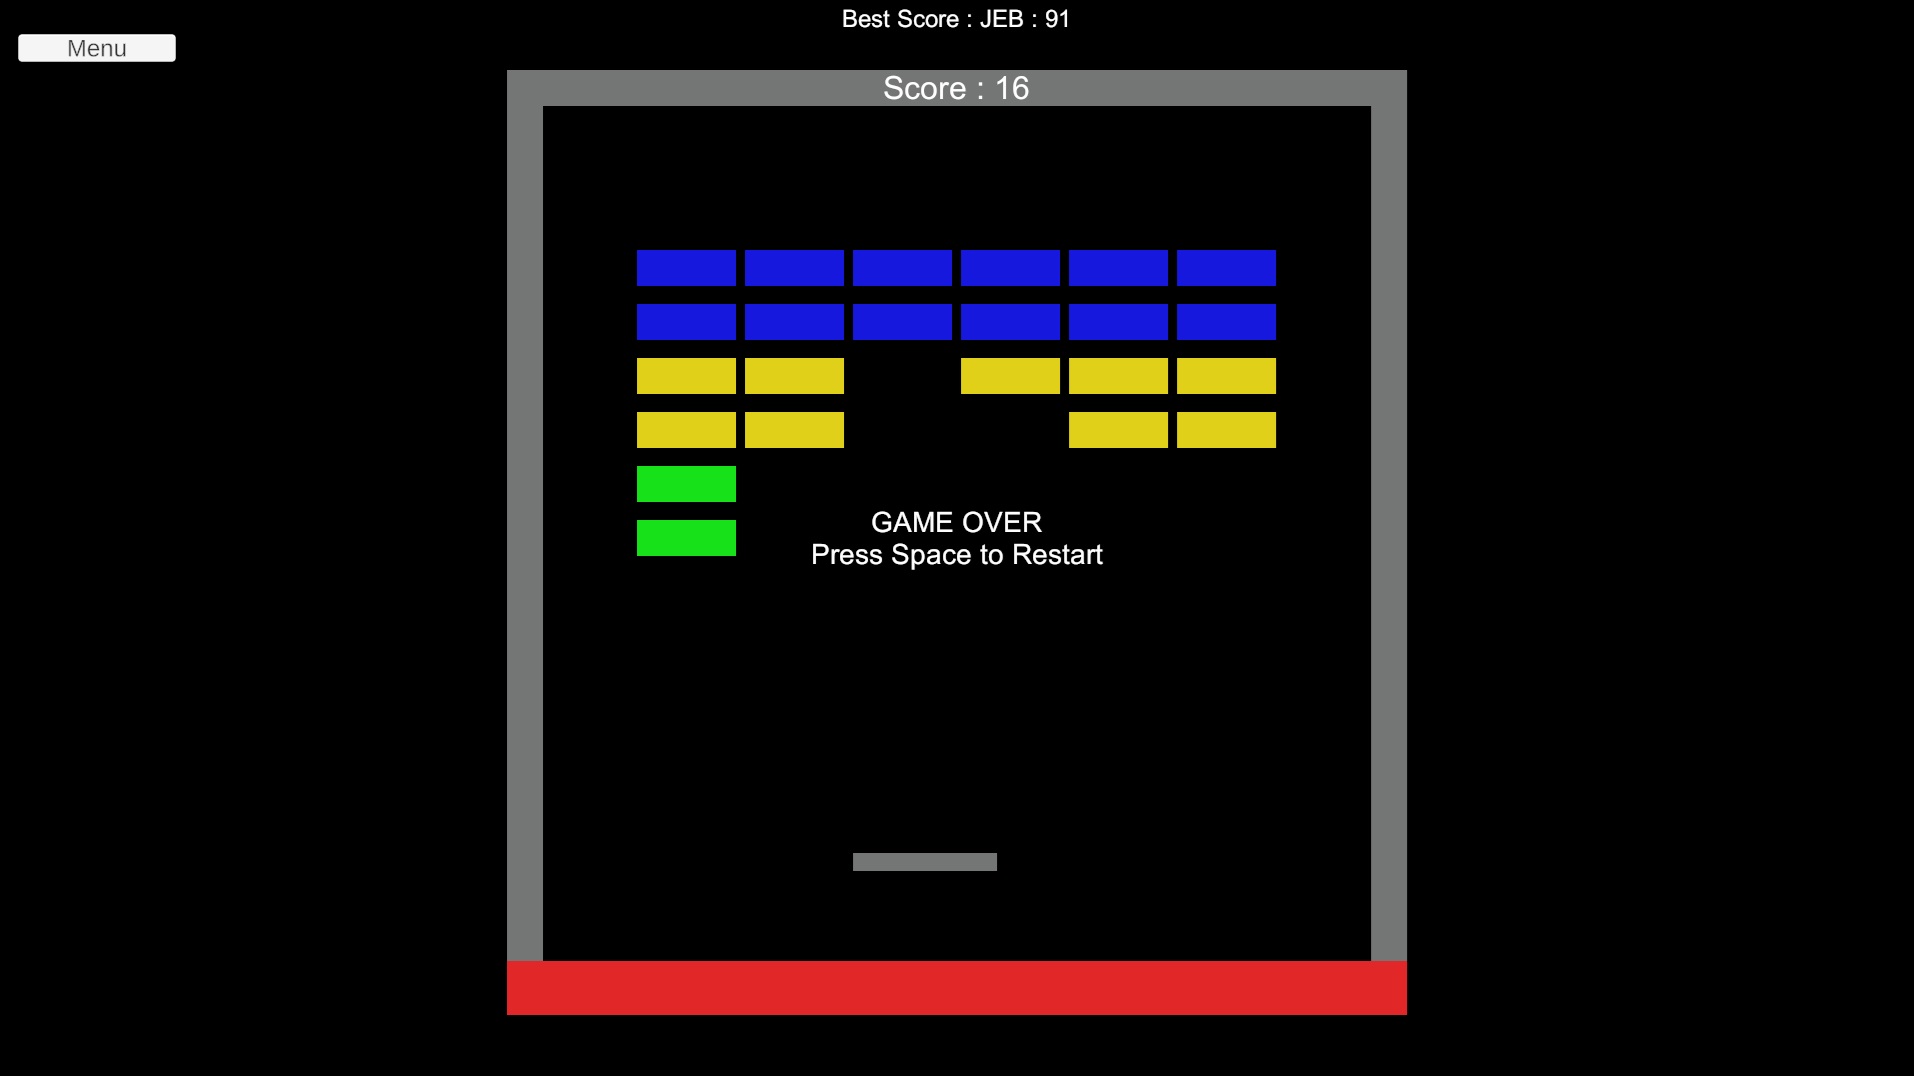 Best Score : JEB : 91
Menu
Score : 16
GAME OVER
Press Space to Restart